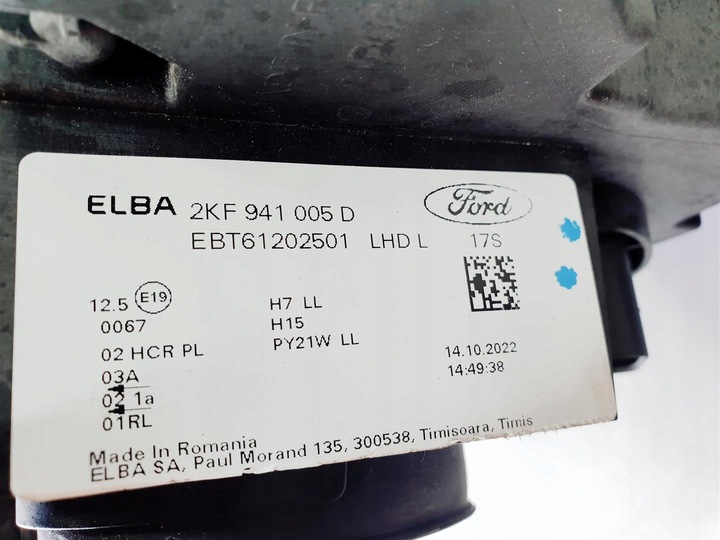 ELBA 2KF 941 005 D Ford
EBT61202501 LHD L 17S
12.5 E19 H7 LL
0067 H15
02 HCR PL PY21W LL
03A 14.10.2022
02 1a 14:49:38
01RL
Made In Romania
ELBA SA, Paul Morand 135, 300538, Timisoara, Timis